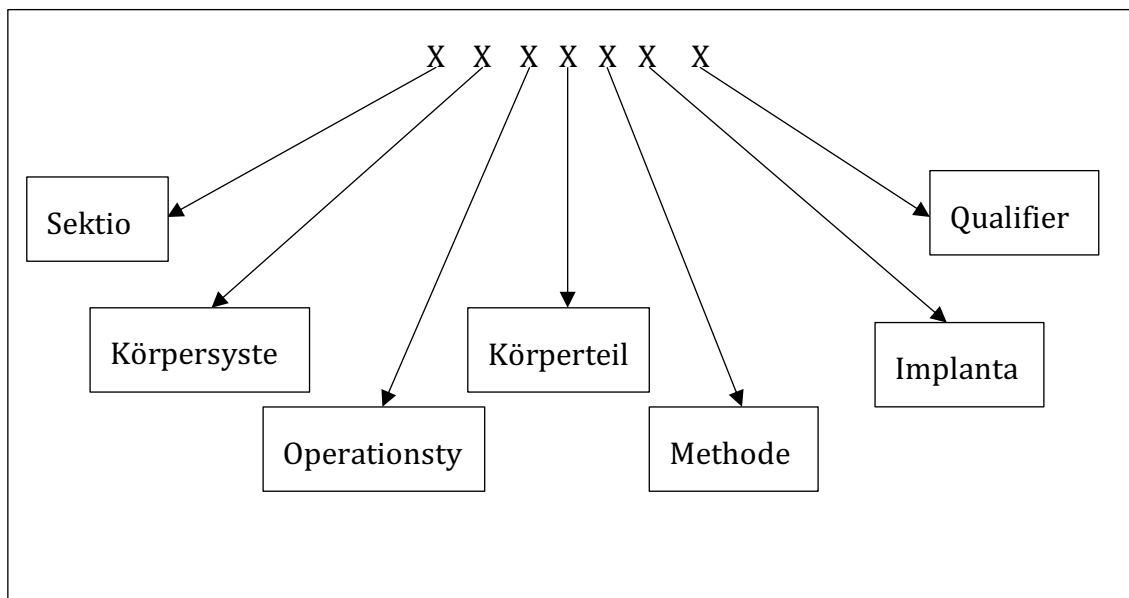 X X X X X X X
Sektio
Qualifier
Körpersyste
Körperteil
Implanta
Operationsty
Methode